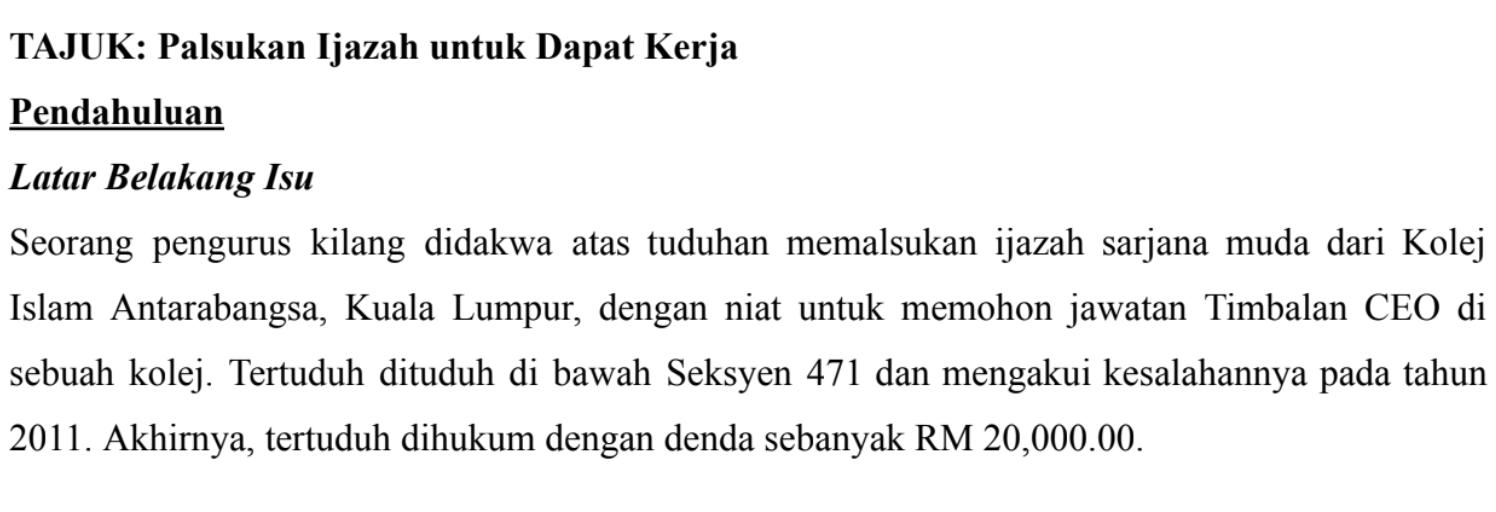 TAJUK: Palsukan Ijazah untuk Dapat Kerja
Pendahuluan
Latar Belakang Isu
Seorang pengurus kilang didakwa atas tuduhan memalsukan ijazah sarjana muda dari Kolej
Islam Antarabangsa, Kuala Lumpur, dengan niat untuk memohon jawatan Timbalan CEO di
sebuah kolej. Tertuduh dituduh di bawah Seksyen 471 dan mengakui kesalahannya pada tahun
2011. Akhirnya, tertuduh dihukum dengan denda sebanyak RM 20,000.00.